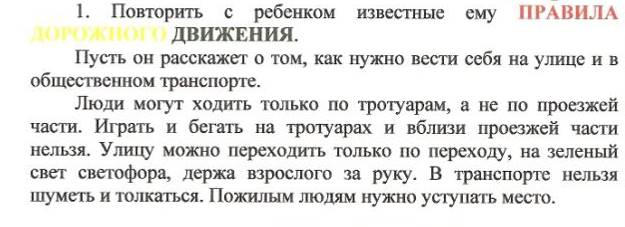 1. Повторить с ребенком известные ему ПРАВИЛА
ДОРОЖНОГО ДВИЖЕНИЯ.
Пусть он расскажет о том, как нужно вести себя на улице и в
общественном транспорте.
Люди могут ходить только по тротуарам, а не по проезжей
части. Играть и бегать на тротуарах и вблизи проезжей части
нельзя. Улицу можно переходить только по переходу, на зеленый
свет светофора, держа взрослого за руку. В транспорте нельзя
шуметь и толкаться. Пожилым людям нужно уступать место.